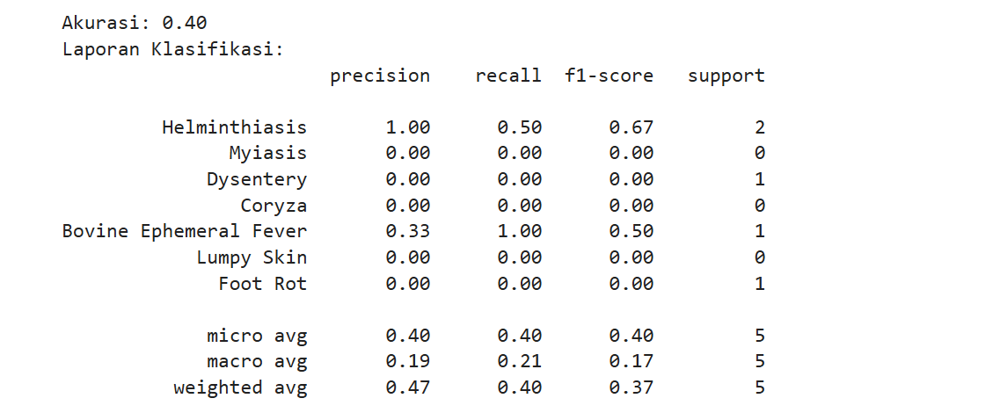 Akurasi: 0.40
Laporan Klasifikasi:
precision recall f1-score support
Helminthiasis 1.00 0.50 0.67 2
Myiasis 0.00 0.00 0.00 0
Dysentery 0.00 0.00 0.00 1
Coryza 0.00 0.00 0.00 0
Bovine Ephemeral Fever 0.33 1.00 0.50 1
Lumpy Skin 0.00 0.00 0.00 0
Foot Rot 0.00 0.00 0.00 1
micro avg 0.40 0.40 0.40 5
macro avg 0.19 0.21 0.17 5
weighted avg 0.47 0.40 0.37 5